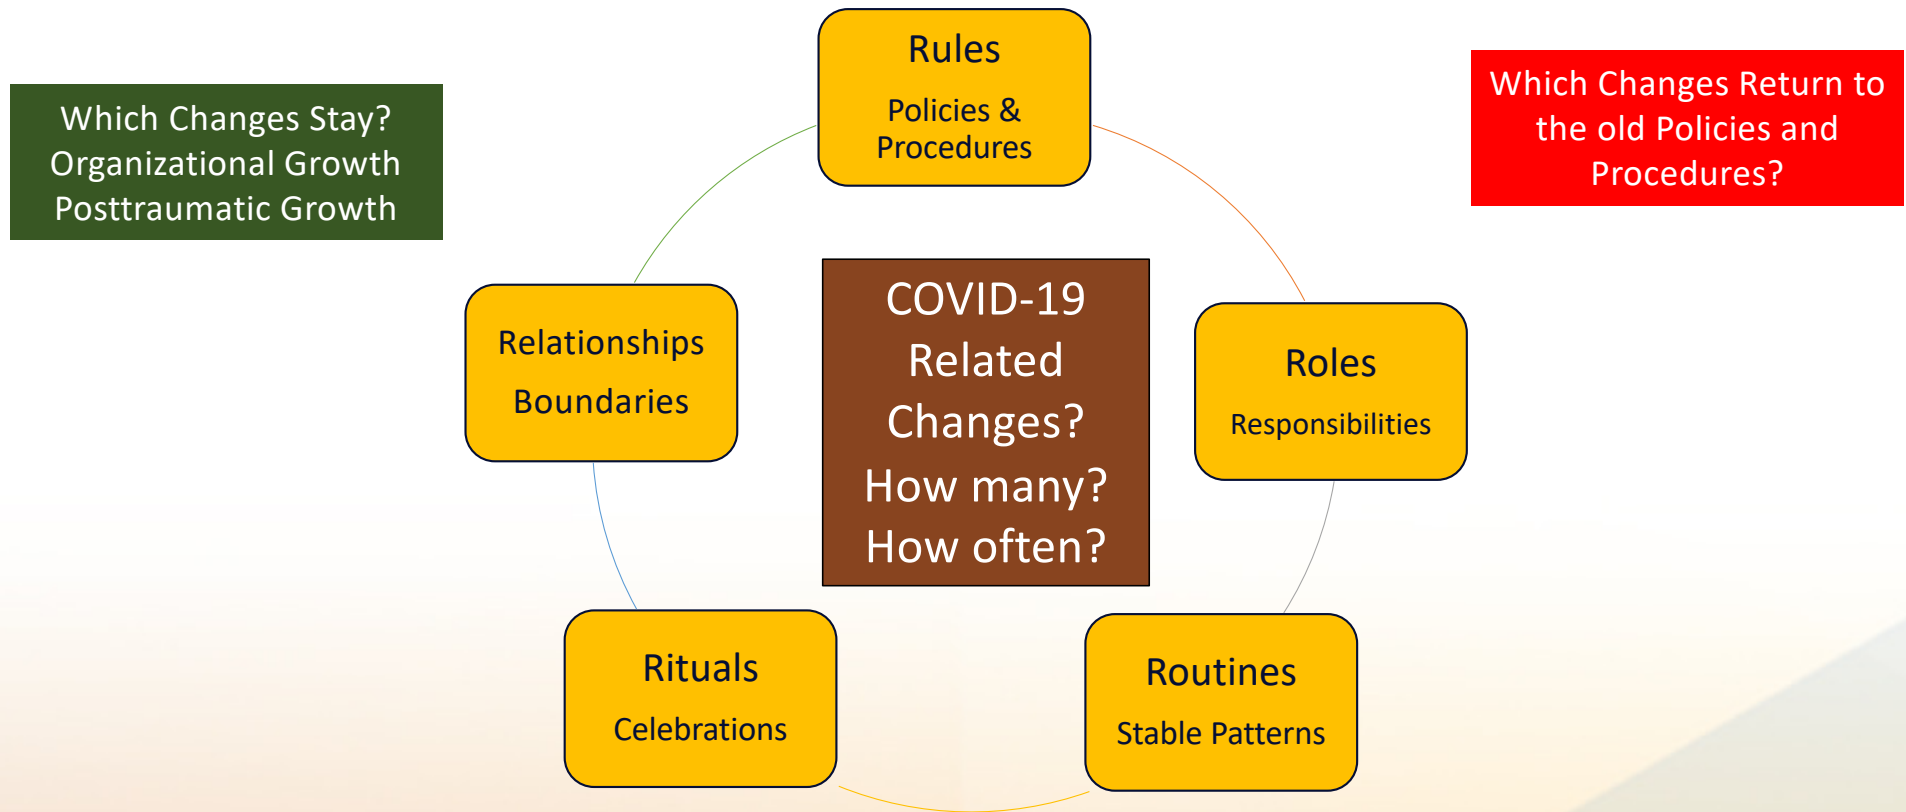 Which Changes Stay?
Organizational Growth
Posttraumatic Growth
Rules
Policies &
Procedures
Which Changes Return to
the old Policies and
Procedures?
Relationships
Boundaries
COVID-19
Related
Changes?
How many?
How often?
Roles
Responsibilities
Rituals
Celebrations
Routines
Stable Patterns